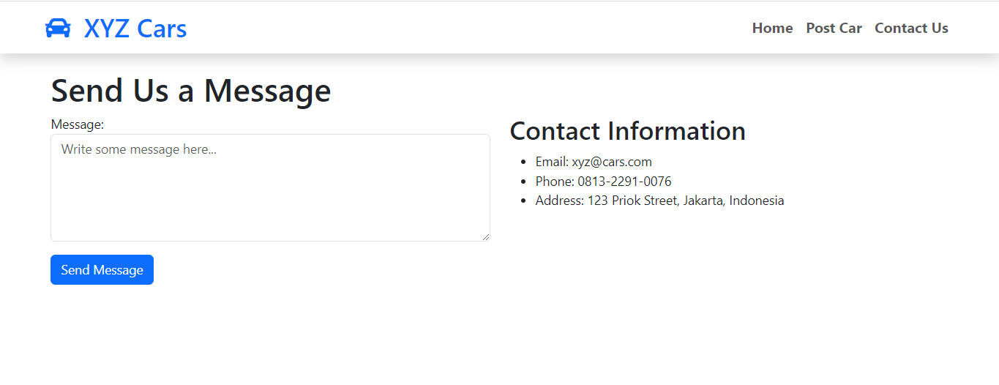 XYZ Cars
Home Post Car Contact Us
Send Us a Message
Message:
Write some message here...
Send Message
Contact Information
Email: xyz@cars.com
Phone: 0813-2291-0076
Address: 123 Priok Street, Jakarta, Indonesia